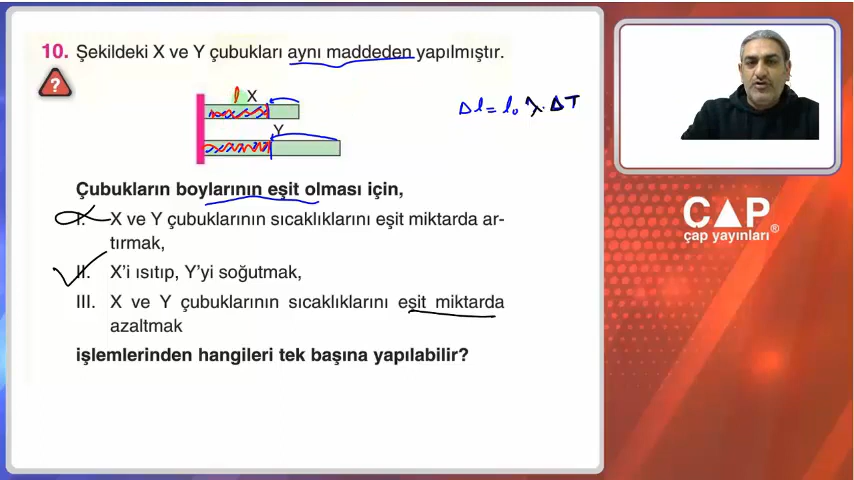 10. Şekildeki X ve Y çubukları aynı maddeden yapılmıştır.
?
l X
Δl = l₀ λ. ΔT
Y
Çubukların boylarının eşit olması için,
I. X ve Y çubuklarının sıcaklıklarını eşit miktarda ar-
tırmak,
II. X'i ısıtıp, Y'yi soğutmak,
III. X ve Y çubuklarının sıcaklıklarını eşit miktarda
azaltmak
işlemlerinden hangileri tek başına yapılabilir?
ÇAP
çap yayınları®